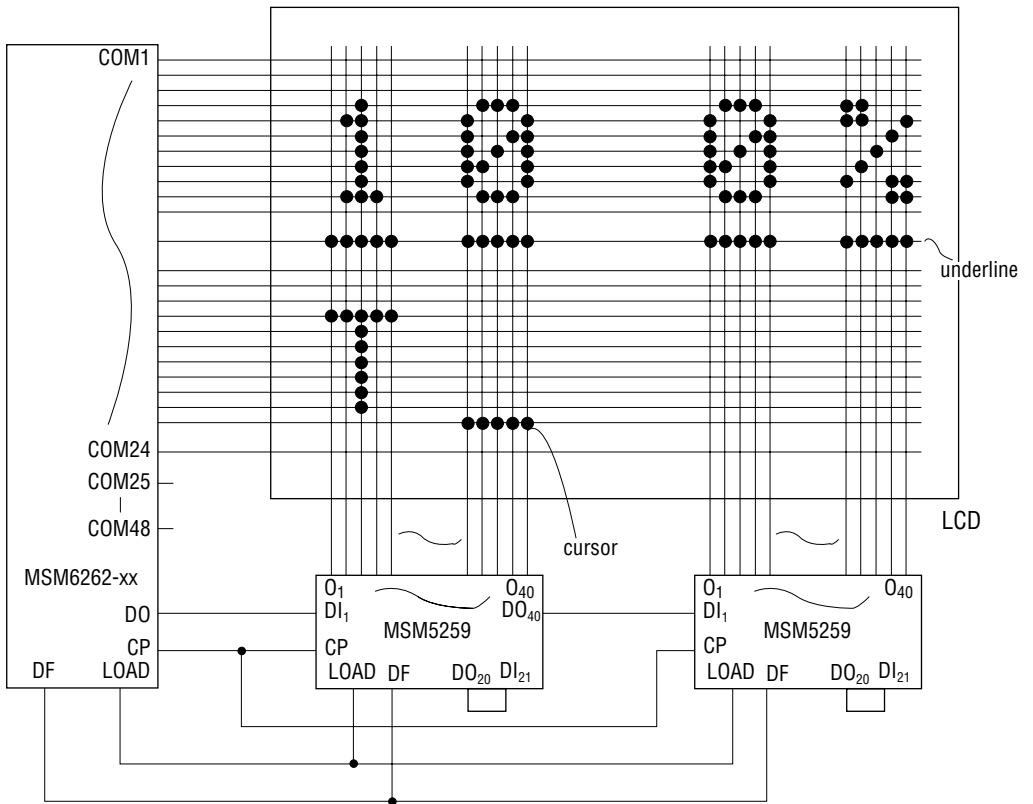 COM1
underline
COM24
COM25
COM48
LCD
cursor
MSM6262-xx
O1 O40 O1 O40
DO DI1 DO40 DI1
MSM5259 MSM5259
CP CP CP
DF LOAD LOAD DF DO20 DI21 LOAD DF DO20 DI21